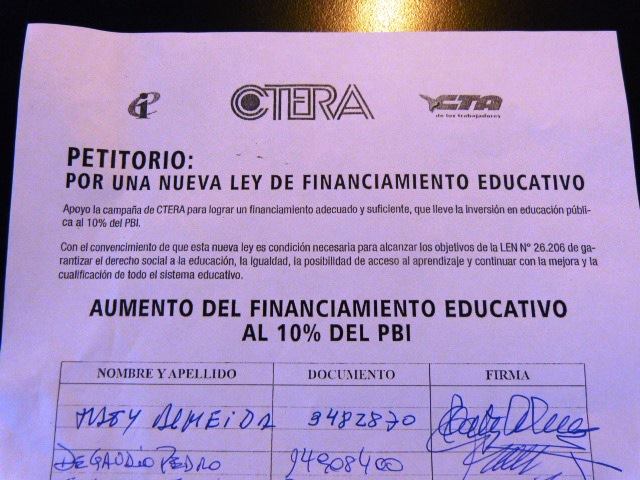 CTERA
CTA
de los trabajadores
PETITORIO:
POR UNA NUEVA LEY DE FINANCIAMIENTO EDUCATIVO
Apoyo la campaña de CTERA para lograr un financiamiento adecuado y suficiente, que lleve la inversión en educación públi-
ca al 10% del PBI.
Con el convencimiento de que esta nueva ley es condición necesaria para alcanzar los objetivos de la LEN N° 26.206 de ga-
rantizar el derecho social a la educación, la igualdad, la posibilidad de acceso al aprendizaje y continuar con la mejora y la
cualificación de todo el sistema educativo.
AUMENTO DEL FINANCIAMIENTO EDUCATIVO
AL 10% DEL PBI
NOMBRE Y APELLIDO DOCUMENTO FIRMA
ALMEIDA 9482870
DEGAUDIO PEDRO 94908400